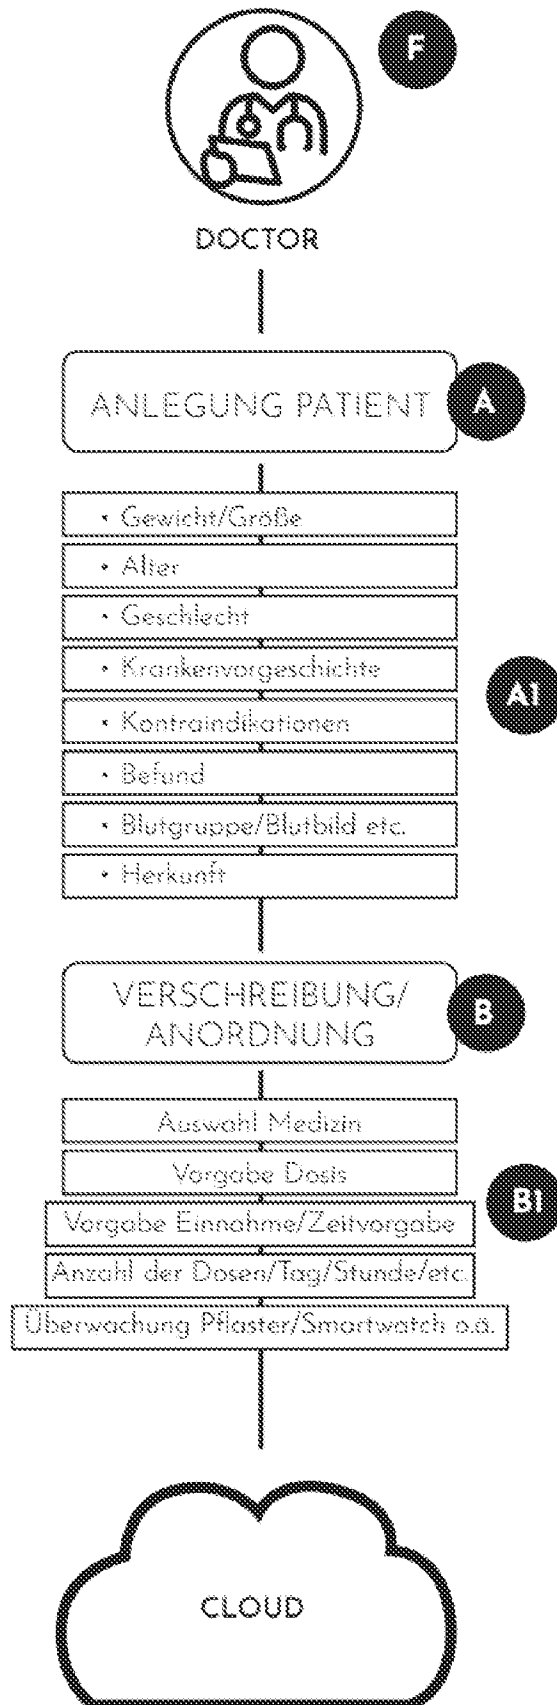 F
DOCTOR
ANLEGUNG PATIENT
A
• Gewicht/Größe
• Alter
• Geschlecht
• Krankenvorgeschichte
A1
• Kontraindikationen
• Befund
• Blutgruppe/Blutbild etc.
• Herkunft
VERSCHREIBUNG/
ANORDNUNG
B
Auswahl Medizin
Vorgabe Dosis
B1
Vorgabe Einnahme/Zeitvorgabe
Anzahl der Dosen/Tag/Stunde/etc.
Überwachung Pflaster/Smartwatch o.ä.
CLOUD